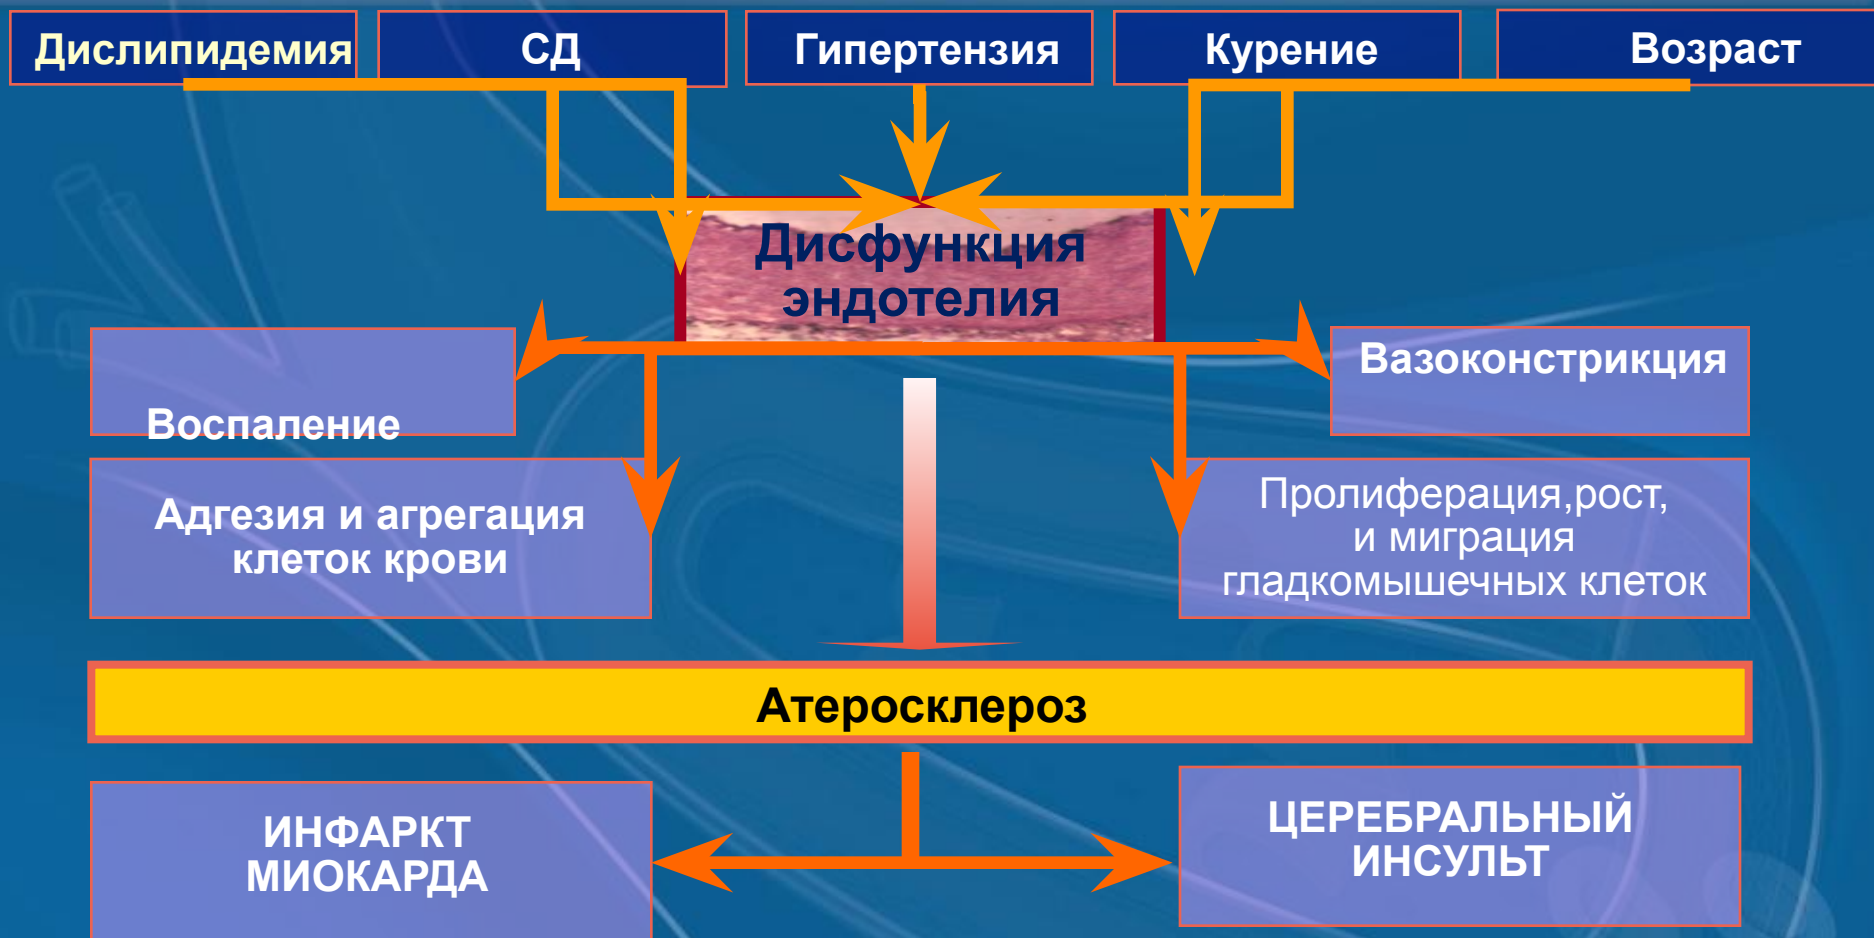 Дислипидемия
СД
Гипертензия
Курение
Возраст
Дисфункция
эндотелия
Воспаление
Вазоконстрикция
Адгезия и агрегация
клеток крови
Пролиферация,рост,
и миграция
гладкомышечных клеток
Атеросклероз
ИНФАРКТ
МИОКАРДА
ЦЕРЕБРАЛЬНЫЙ
ИНСУЛЬТ